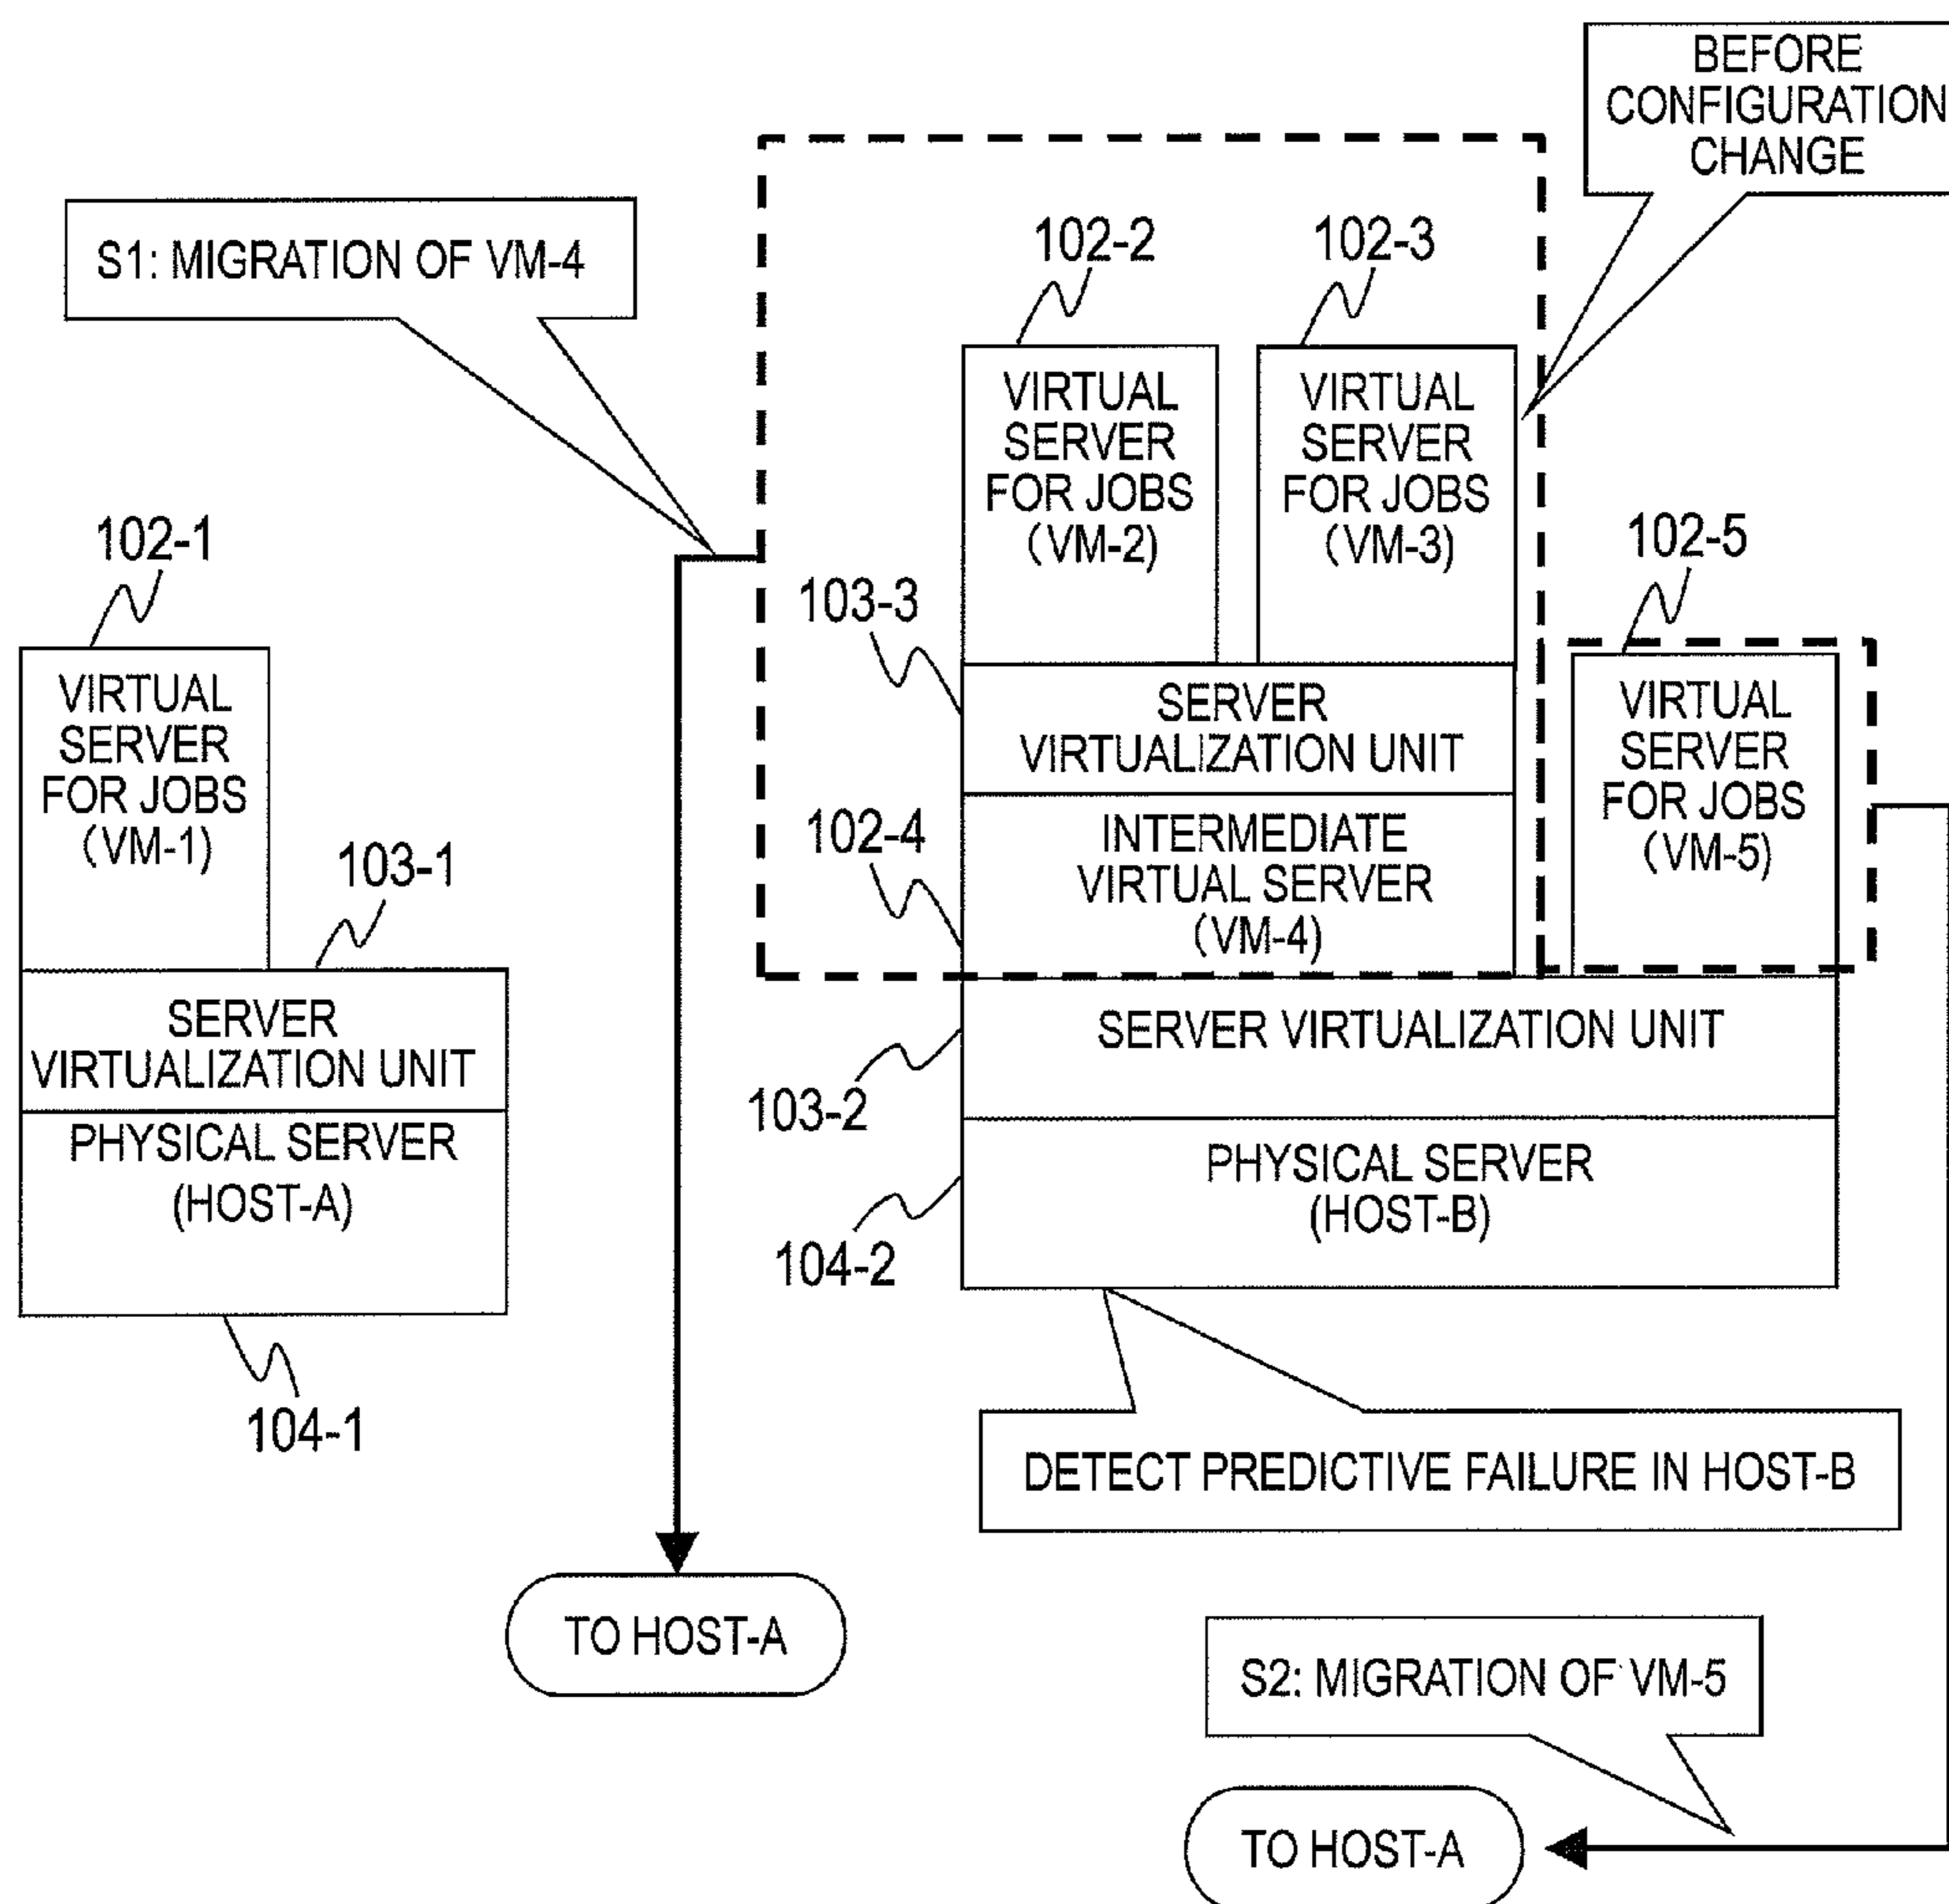 BEFORE
CONFIGURATION
CHANGE
S1: MIGRATION OF VM-4
102-2
102-3
VIRTUAL
SERVER
FOR JOBS
(VM-2)
VIRTUAL
SERVER
FOR JOBS
(VM-3)
102-1
102-5
103-3
VIRTUAL
SERVER
FOR JOBS
(VM-1)
SERVER
VIRTUALIZATION UNIT
VIRTUAL
SERVER
FOR JOBS
(VM-5)
102-4
103-1
INTERMEDIATE
VIRTUAL SERVER
(VM-4)
SERVER
VIRTUALIZATION UNIT
SERVER VIRTUALIZATION UNIT
103-2
PHYSICAL SERVER
(HOST-A)
PHYSICAL SERVER
(HOST-B)
104-2
104-1
DETECT PREDICTIVE FAILURE IN HOST-B
TO HOST-A
S2: MIGRATION OF VM-5
TO HOST-A